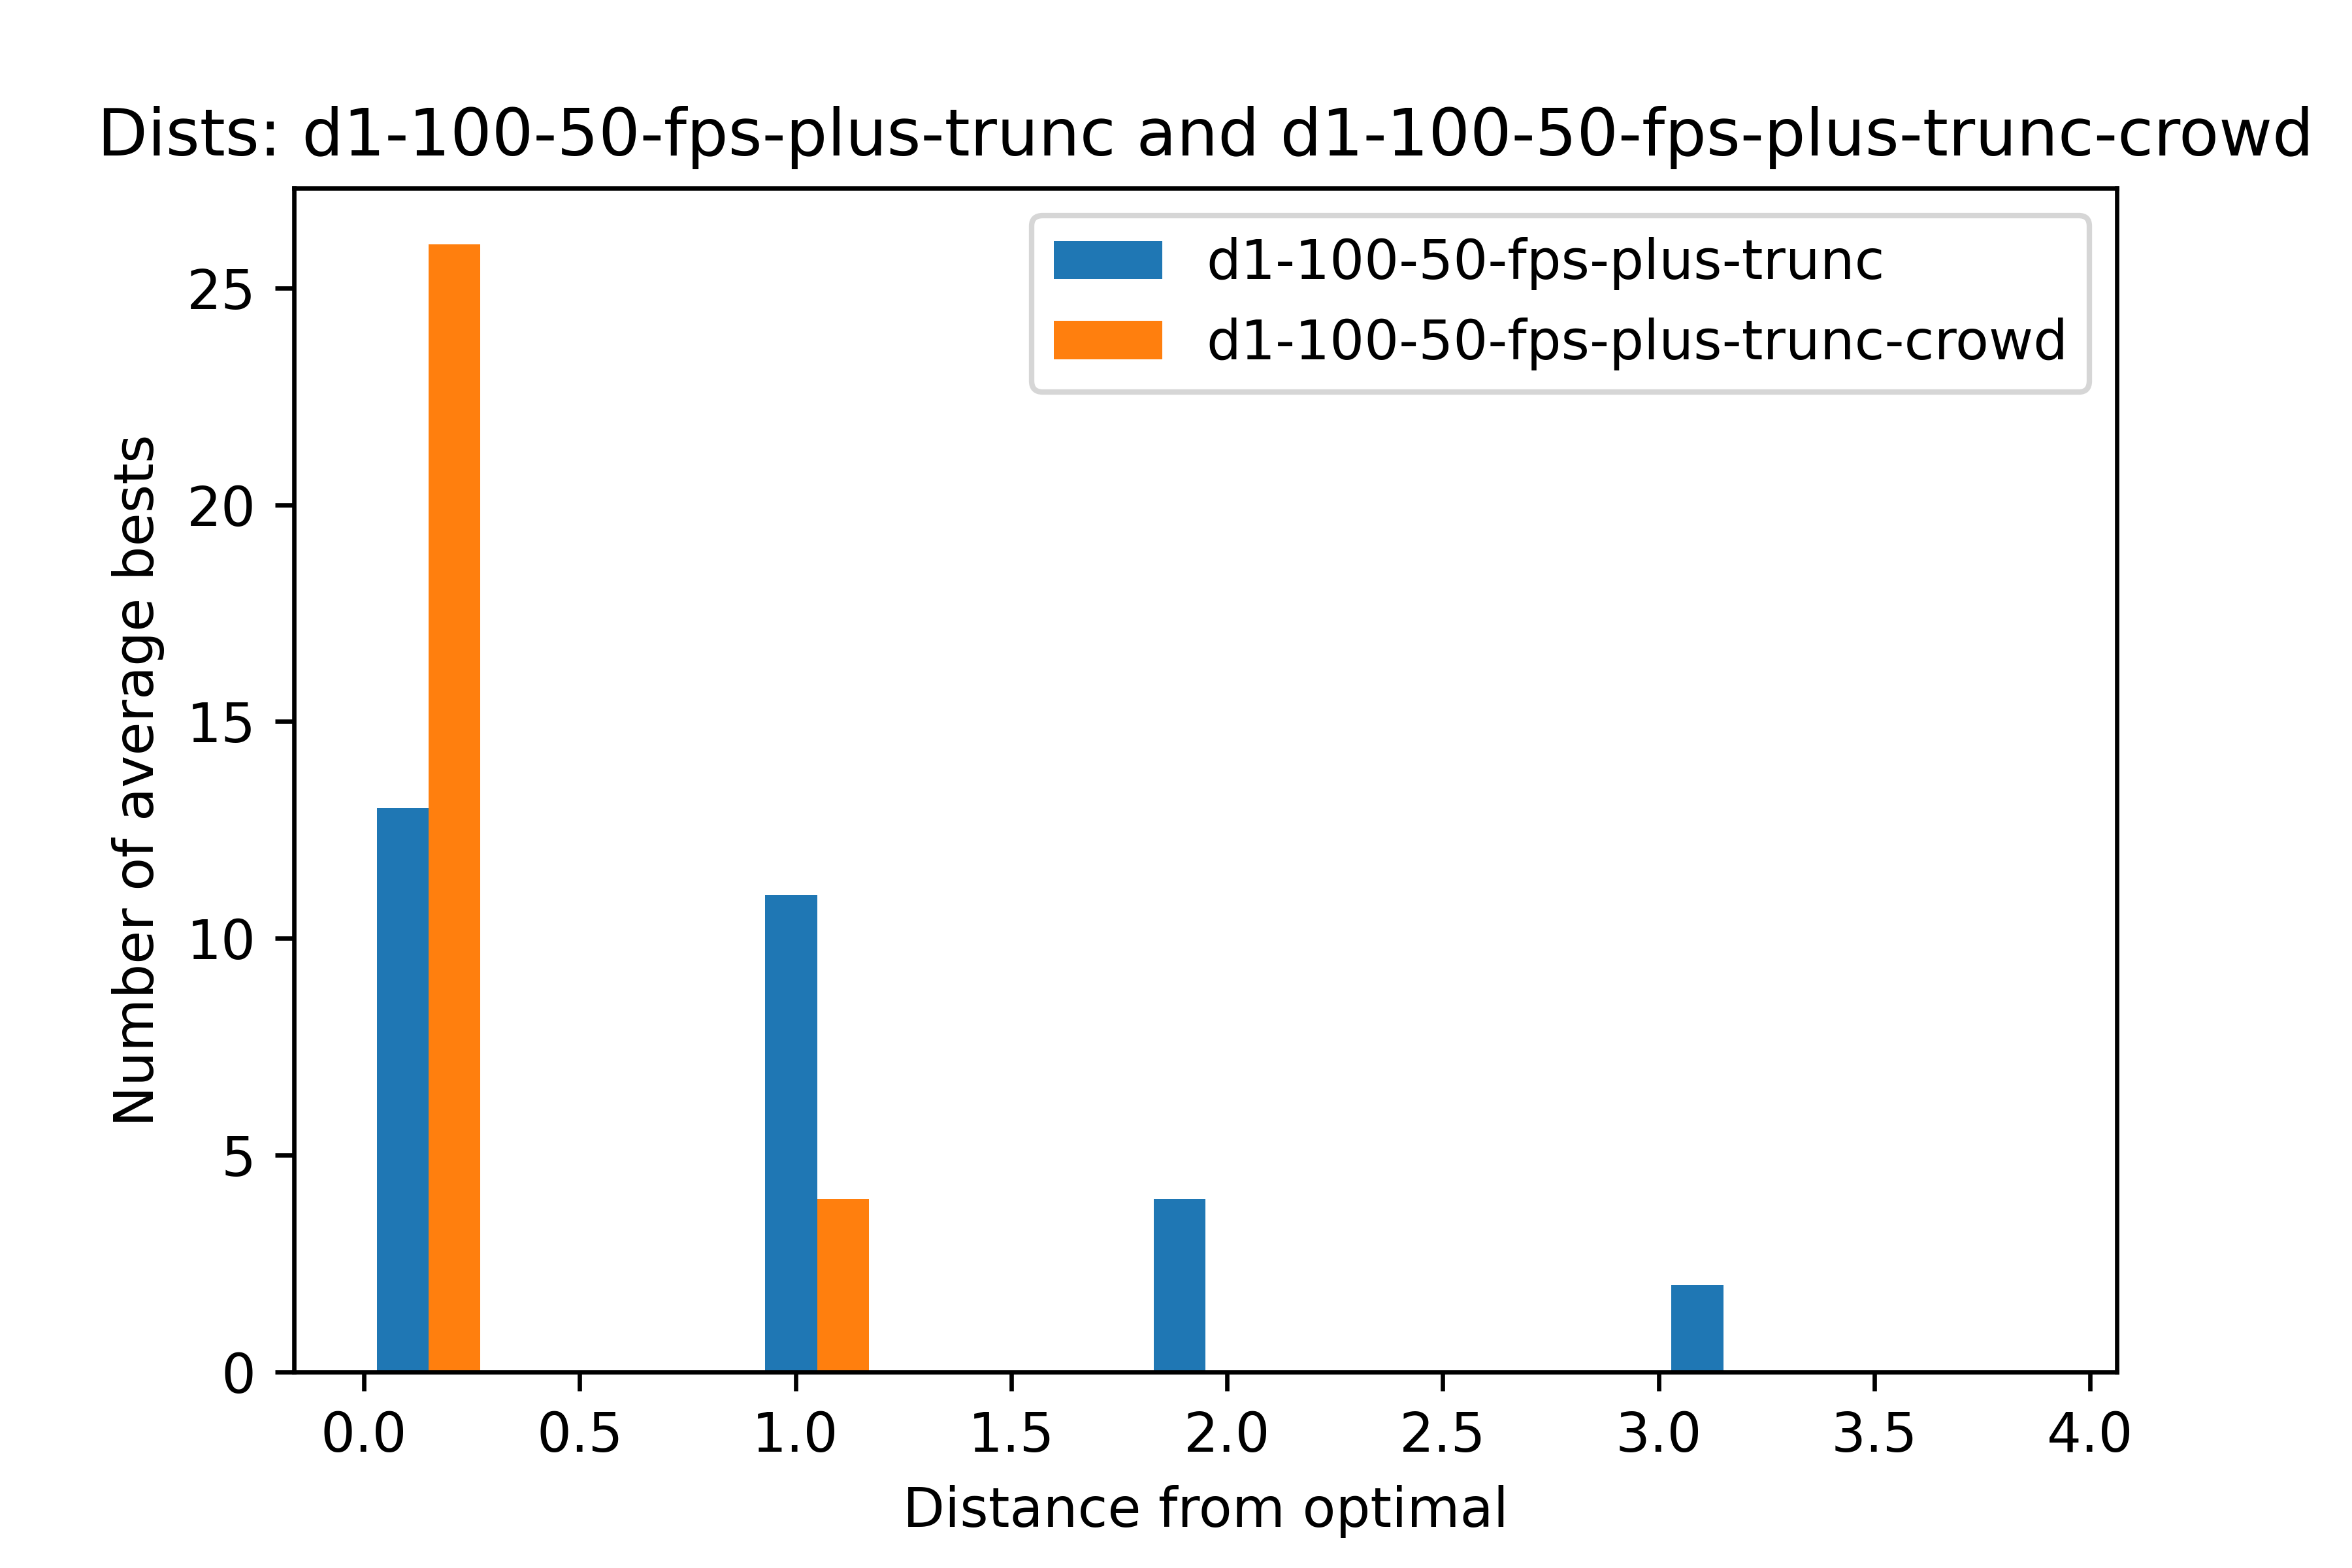 Dists: d1-100-50-fps-plus-trunc and d1-100-50-fps-plus-trunc-crowd
d1-100-50-fps-plus-trunc
d1-100-50-fps-plus-trunc-crowd
Number of average bests
25
20
15
10
5
0
0.0 0.5 1.0 1.5 2.0 2.5 3.0 3.5 4.0
Distance from optimal